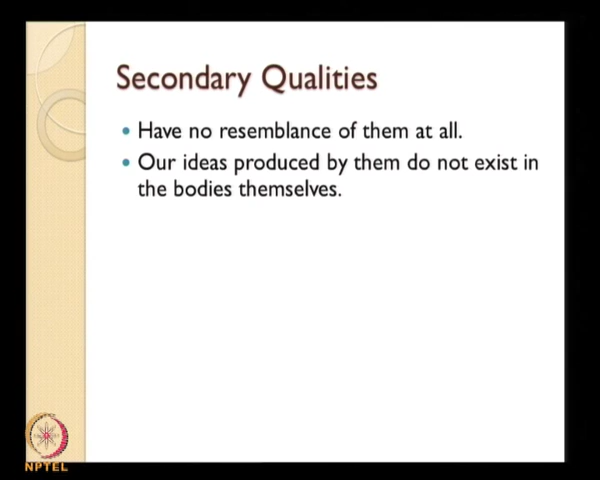 Secondary Qualities
• Have no resemblance of them at all.
• Our ideas produced by them do not exist in
the bodies themselves.
NPTEL